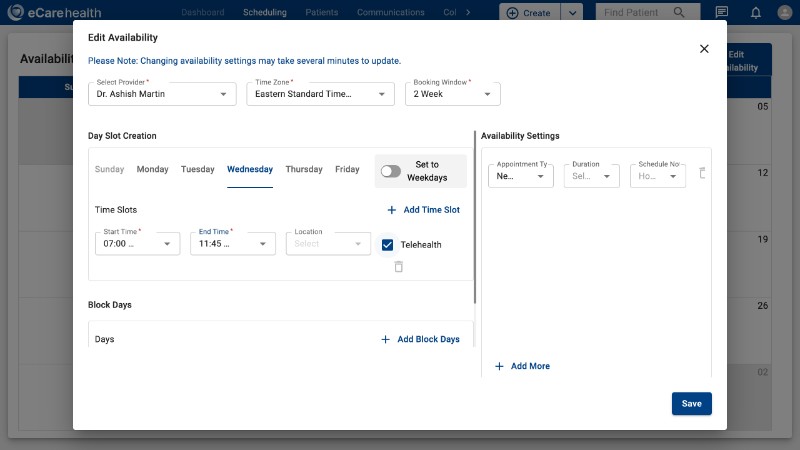 eCarehealth
Dashboard
Scheduling
Patients
Communications
Col
Create
Find Patient
Edit Availability
Please Note: Changing availability settings may take several minutes to update.
Select Provider *
Dr. Ashish Martin
Time Zone *
Eastern Standard Time...
Booking Window *
2 Week
Day Slot Creation
Sunday
Monday
Tuesday
Wednesday
Thursday
Friday
Set to
Weekdays
Time Slots
Add Time Slot
Start Time *
07:00 ...
End Time *
11:45 ...
Location
Select
Telehealth
Block Days
Days
Add Block Days
Availability Settings
Appointment Ty
Ne...
Duration
Sel...
Schedule No
Ho...
Add More
Save
Availabil
Su
Edit
ilability
05
12
19
26
02